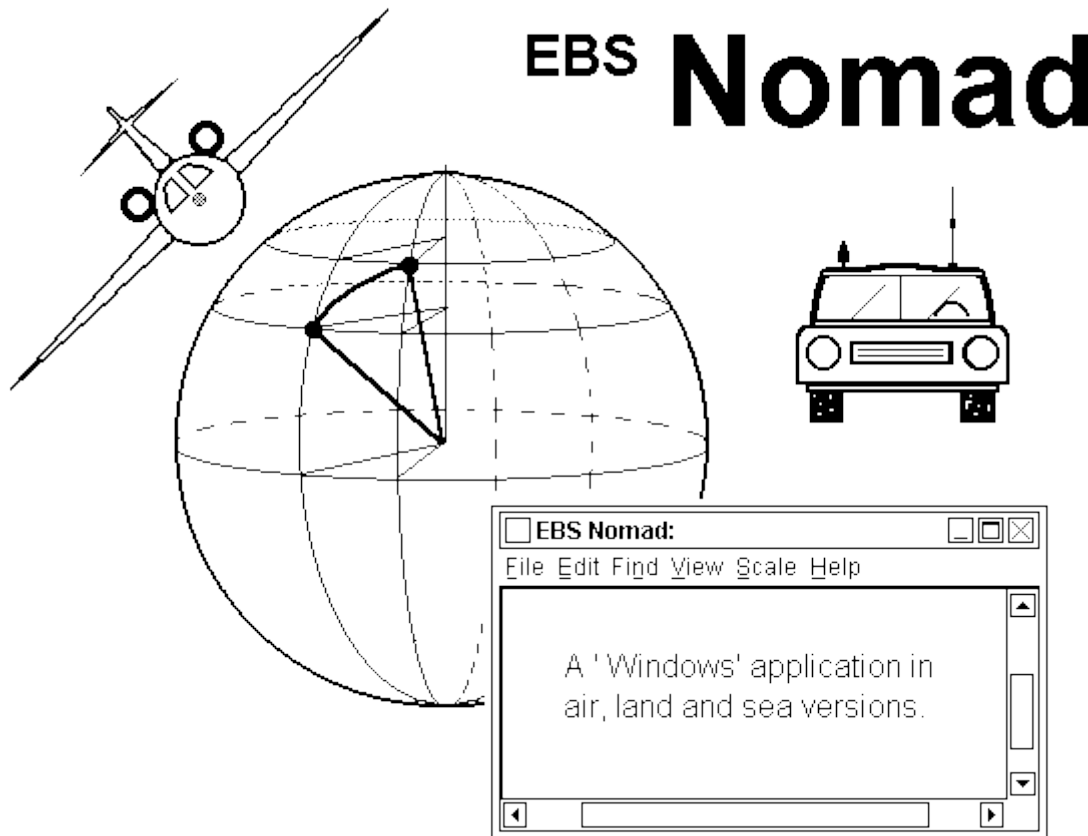 EBS Nomad
EBS Nomad:
File Edit Find View Scale Help
A 'Windows' application in
air, land and sea versions.